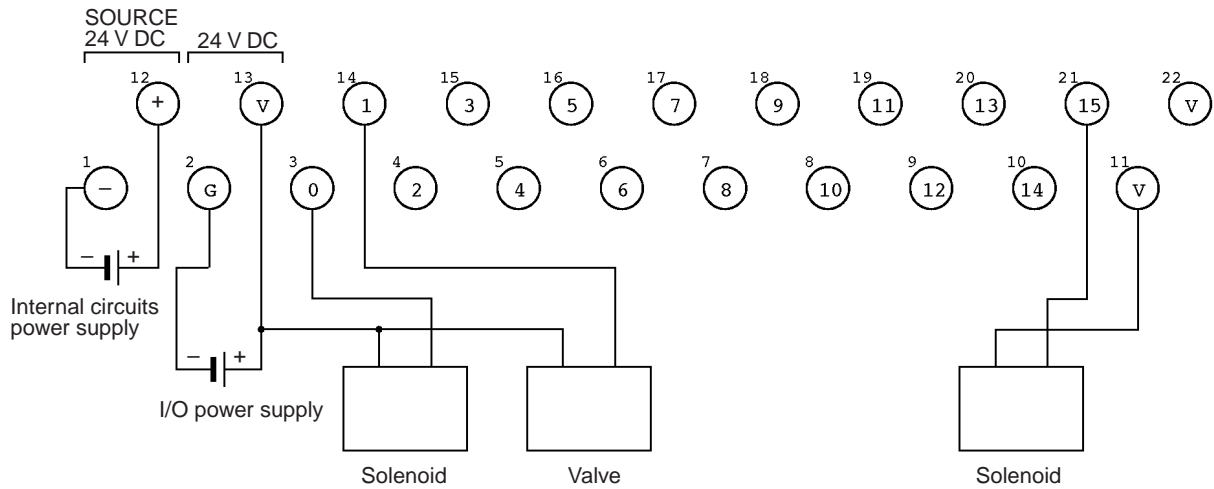 SOURCE
24 V DC 24 V DC
12 13 14 15 16 17 18 19 20 21 22
+ V 1 3 5 7 9 11 13 15 V
1 2 3 4 5 6 7 8 9 10 11
− G 0 2 4 6 8 10 12 14 V
− +
Internal circuits
power supply
− +
I/O power supply
Solenoid Valve Solenoid